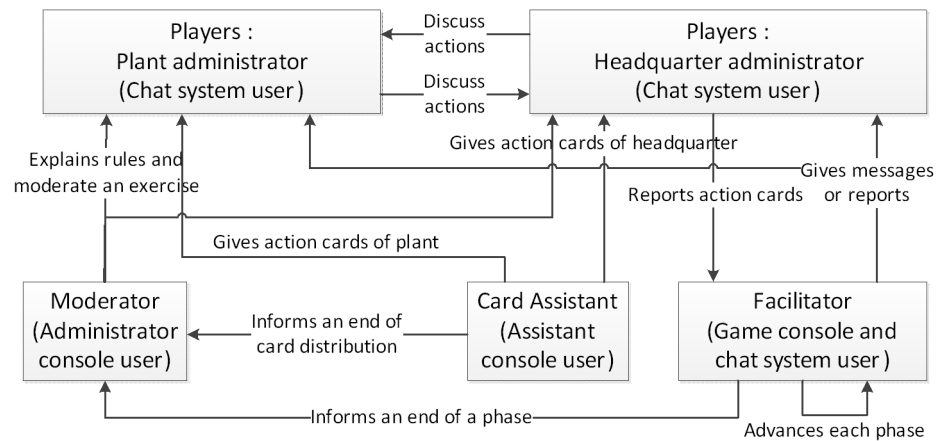 Players :
Plant administrator
(Chat system user)
Discuss
actions
Discuss
actions
Players :
Headquarter administrator
(Chat system user)
Explains rules and
moderate an exercise
Gives action cards of headquarter
Gives messages
or reports
Reports action cards
Gives action cards of plant
Moderator
(Administrator
console user)
Informs an end of
card distribution
Card Assistant
(Assistant
console user)
Facilitator
(Game console and
chat system user)
Informs an end of a phase
Advances each phase